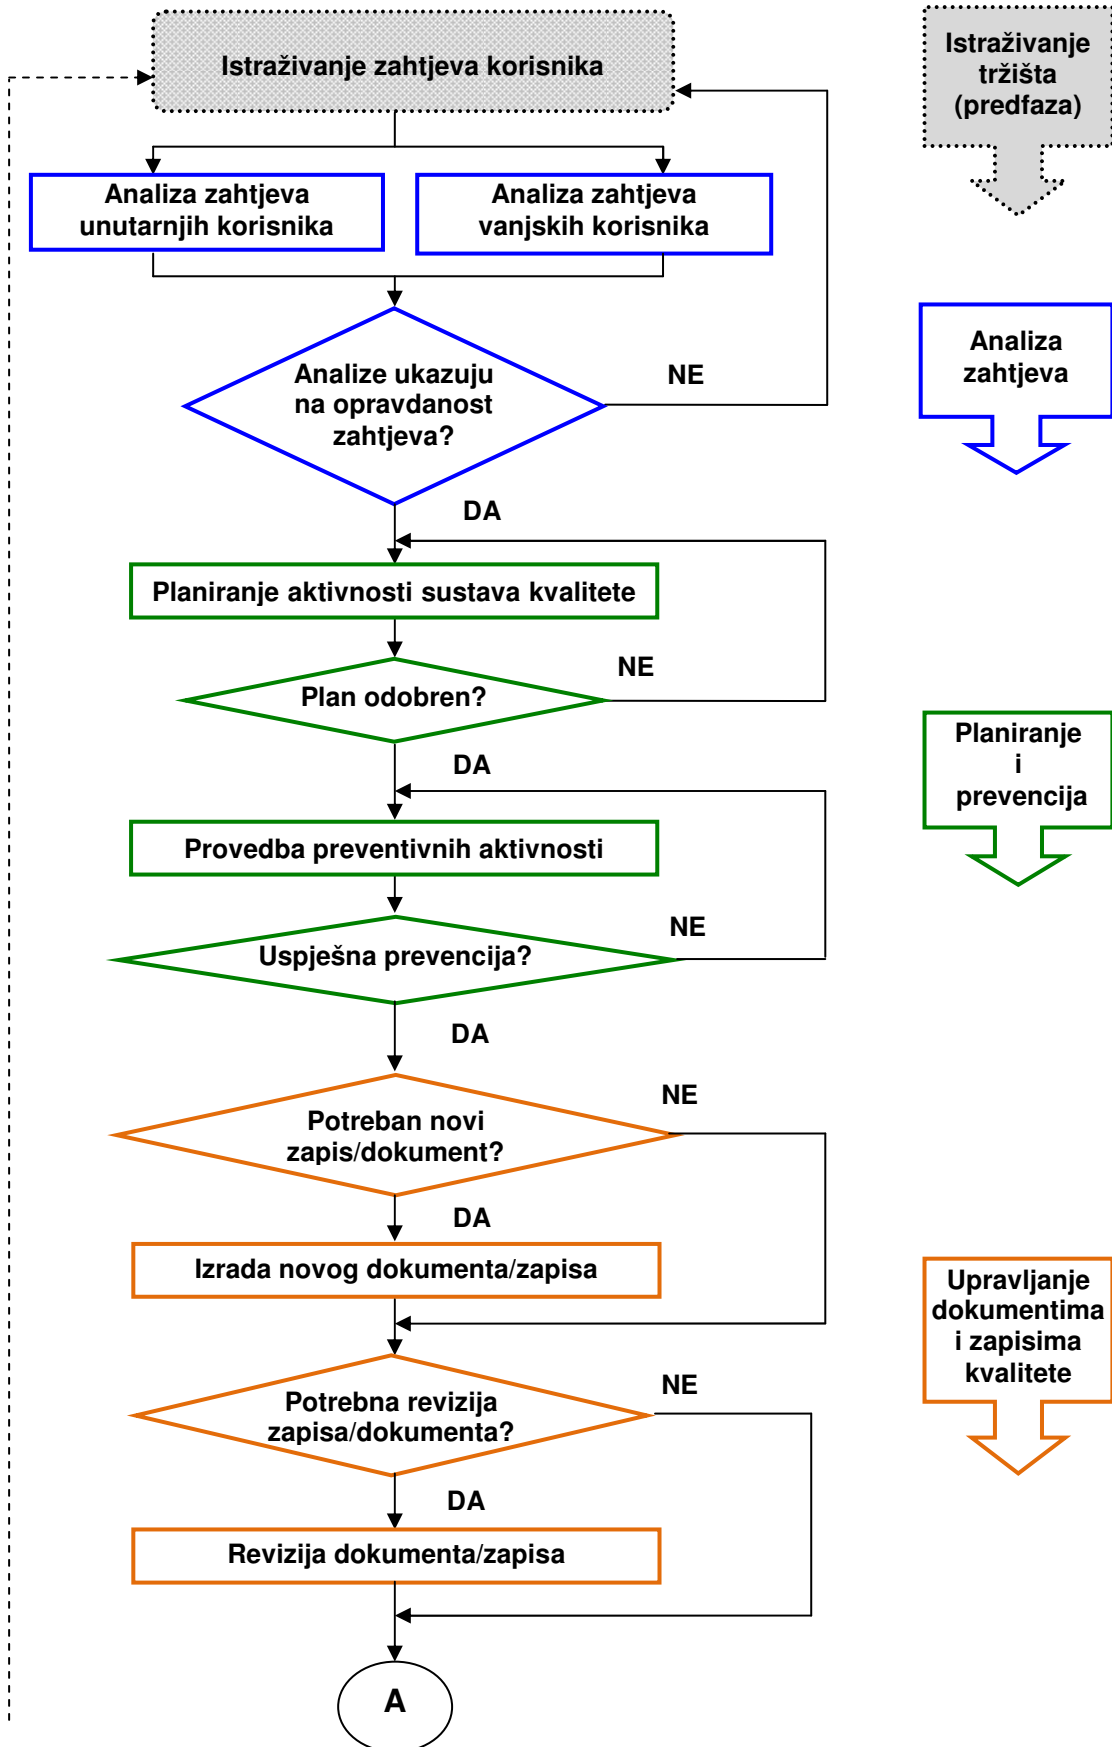 Istraživanje zahtjeva korisnika
Istraživanje
tržišta
(predfaza)
Analiza zahtjeva
unutarnjih korisnika
Analiza zahtjeva
vanjskih korisnika
Analize ukazuju
na opravdanost
zahtjeva?
NE
Analiza
zahtjeva
DA
Planiranje aktivnosti sustava kvalitete
Plan odobren?
NE
DA
Planiranje
i
prevencija
Provedba preventivnih aktivnosti
Uspješna prevencija?
NE
DA
Potreban novi
zapis/dokument?
NE
DA
Izrada novog dokumenta/zapisa
Upravljanje
dokumentima
i zapisima
kvalitete
Potrebna revizija
zapisa/dokumenta?
NE
DA
Revizija dokumenta/zapisa
A